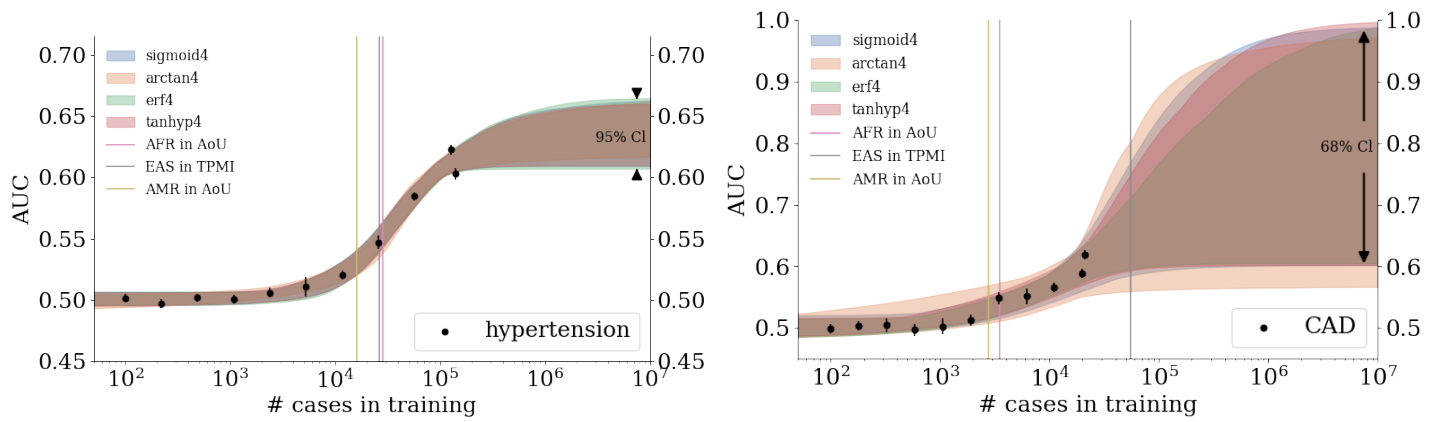 0.70
0.65
0.60
0.55
0.50
0.45
AUC
sigmoid4
arctan4
erf4
tanhyp4
AFR in AoU
EAS in TPMI
AMR in AoU
95% CI
hypertension
0.70
0.65
0.60
0.55
0.50
0.45
10² 10³ 10⁴ 10⁵ 10⁶ 10⁷
# cases in training
1.0
0.9
0.8
0.7
0.6
0.5
AUC
sigmoid4
arctan4
erf4
tanhyp4
AFR in AoU
EAS in TPMI
AMR in AoU
68% CI
CAD
1.0
0.9
0.8
0.7
0.6
0.5
10² 10³ 10⁴ 10⁵ 10⁶ 10⁷
# cases in training